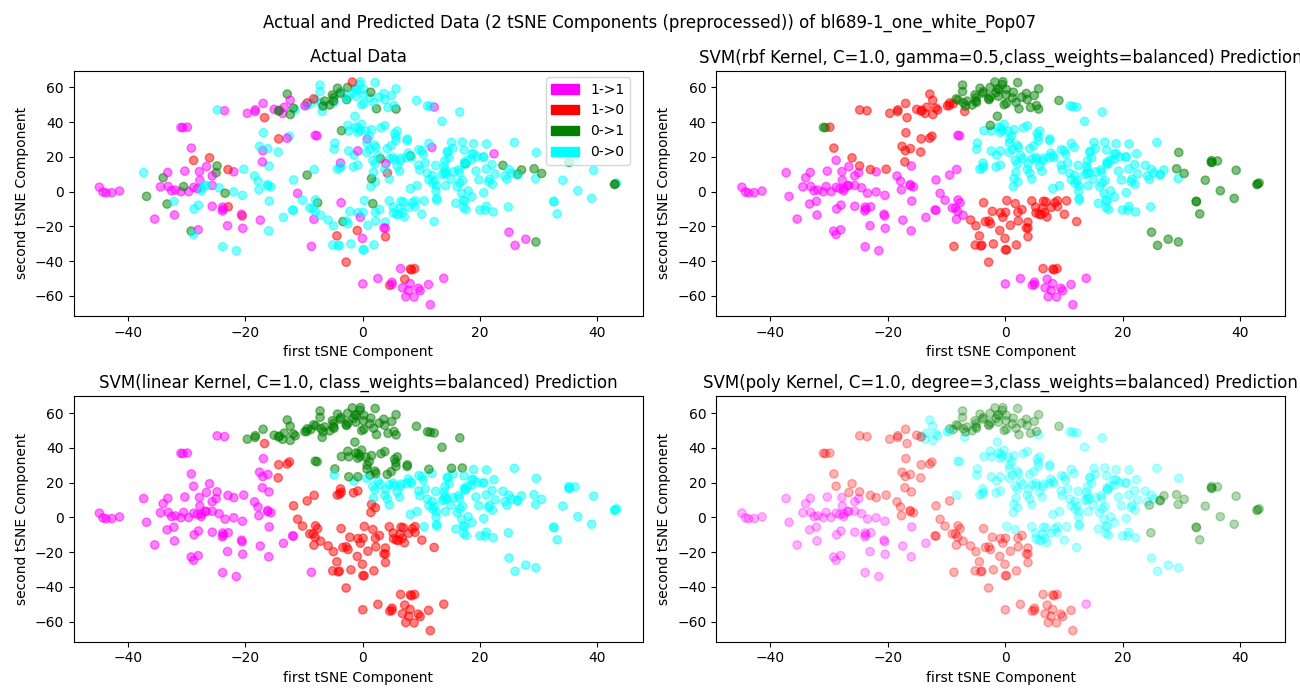 Actual and Predicted Data (2 tSNE Components (preprocessed)) of bl689-1_one_white_Pop07
Actual Data
60
40
20
0
−20
−40
−60
second tSNE Component
−40 −20 0 20 40
first tSNE Component
1->1
1->0
0->1
0->0
SVM(rbf Kernel, C=1.0, gamma=0.5,class_weights=balanced) Prediction
60
40
20
0
−20
−40
−60
second tSNE Component
−40 −20 0 20 40
first tSNE Component
SVM(linear Kernel, C=1.0, class_weights=balanced) Prediction
60
40
20
0
−20
−40
−60
second tSNE Component
−40 −20 0 20 40
first tSNE Component
SVM(poly Kernel, C=1.0, degree=3,class_weights=balanced) Prediction
60
40
20
0
−20
−40
−60
second tSNE Component
−40 −20 0 20 40
first tSNE Component